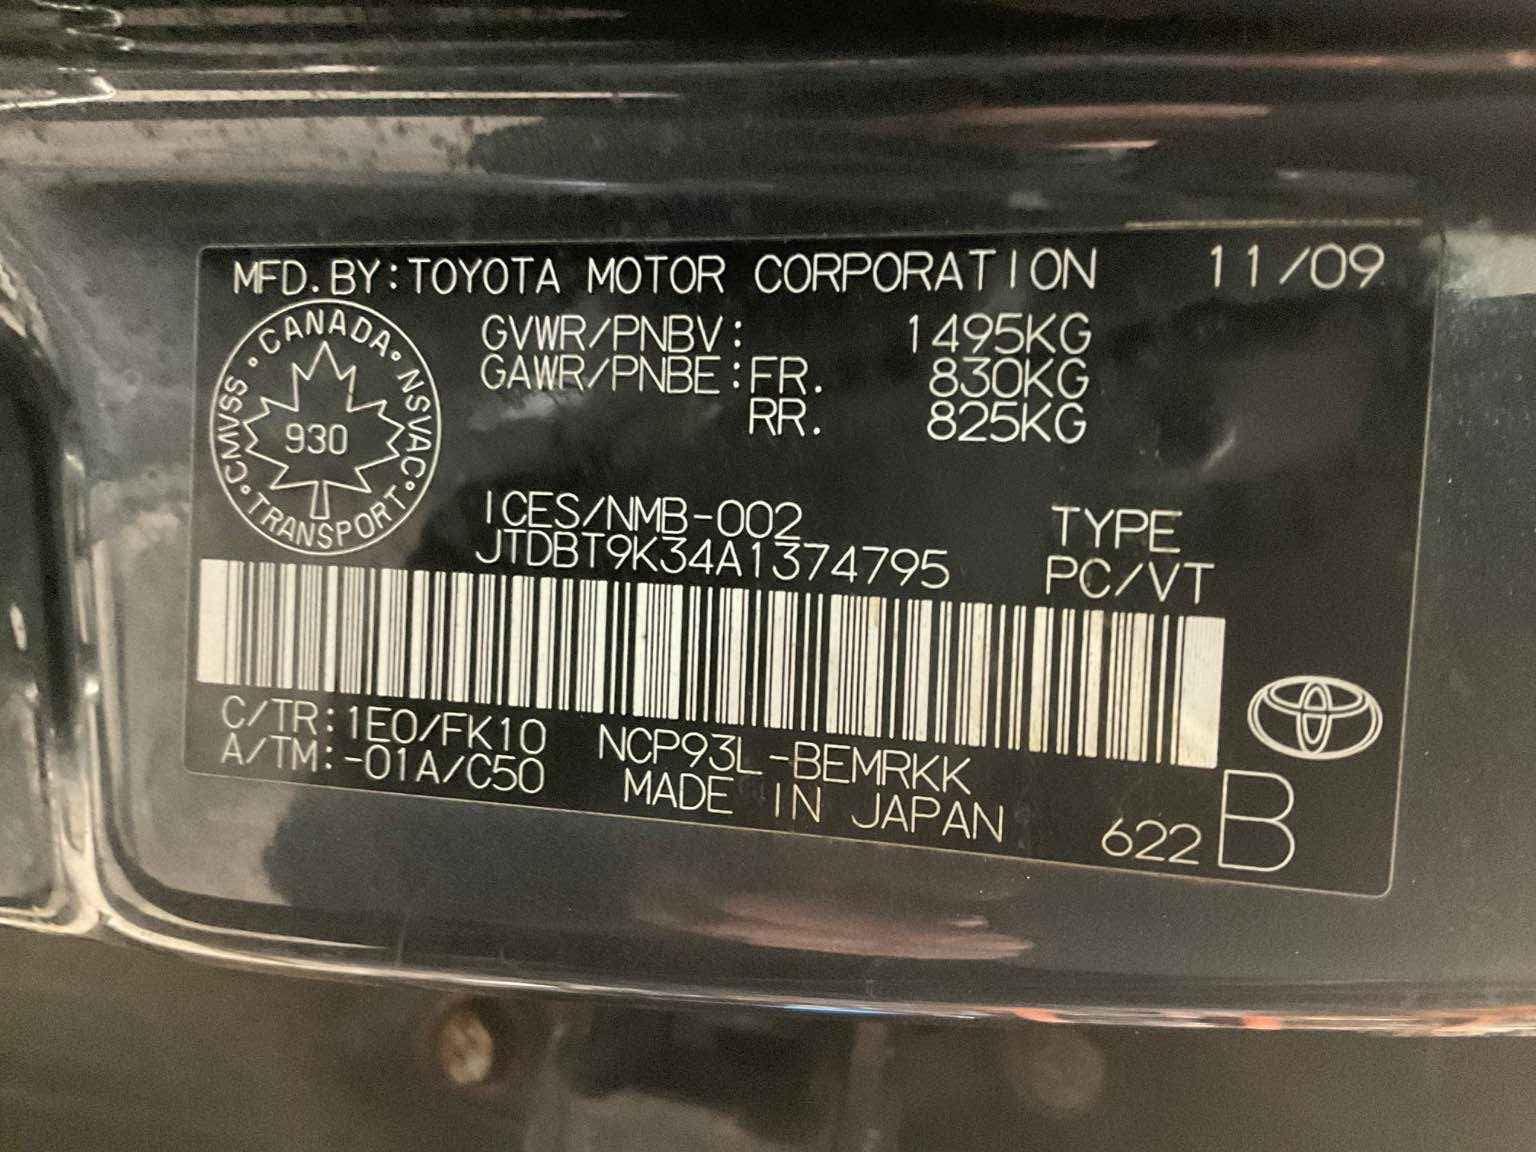 MFD. BY:TOYOTA MOTOR CORPORATION 11/09
GVWR/PNBV: 1495KG
GAWR/PNBE:FR. 830KG
RR. 825KG
CANADA • NSVAC • TRANSPORT • CMVSS •
930
ICES/NMB-002
JTDBT9K34A1374795
TYPE
PC/VT
C/TR:1E0/FK10
A/TM:-01A/C50
NCP93L-BEMRKK
MADE IN JAPAN
622 B